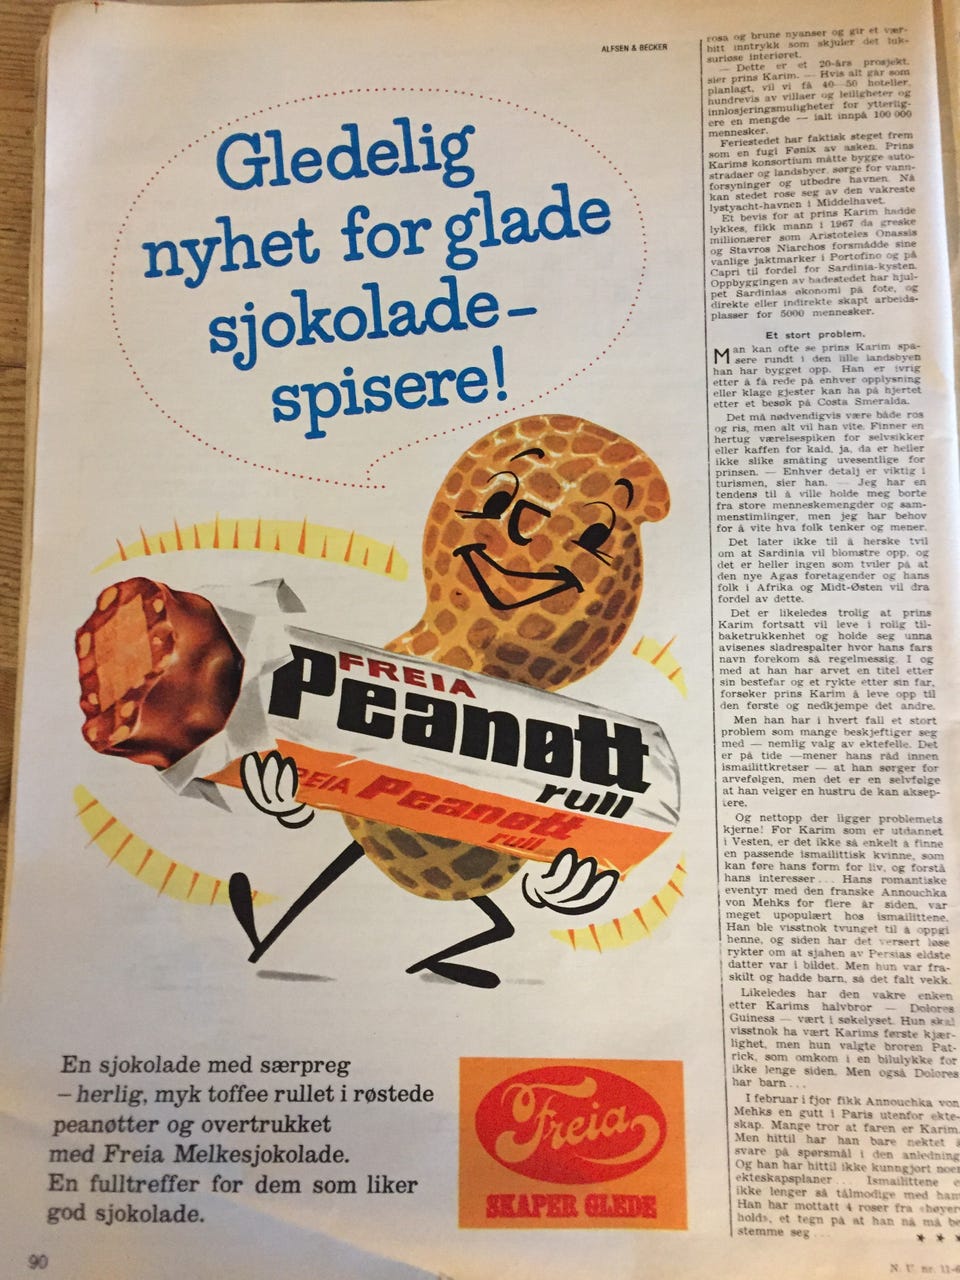 ALFSEN & BECKER
Gledelig
nyhet for glade
sjokolade–
spisere!
FREIA
Peanøtt
rull
FREIA Peanøtt
rull
En sjokolade med særpreg
– herlig, myk toffee rullet i røstede
peanøtter og overtrukket
med Freia Melkesjokolade.
En fulltreffer for dem som liker
god sjokolade.
Freia
SKAPER GLEDE
90
rosa og brune nyanser og gir et vær-
bitt inntrykk som skjuler det luk-
suriøse interiøret.
— Dette er et 20-års prosjekt,
sier prins Karim. — Hvis alt går som
planlagt, vil vi få 40–50 hoteller,
hundrevis av villaer og leiligheter og
innlosjeringsmuligheter for ytterlig-
ere en mengde — ialt innpå 100 000
mennesker.
Feriestedet har faktisk steget frem
som en fugl Fønix av asken. Prins
Karims konsortium måtte bygge auto-
stradaer og landsbyer, sørge for vann-
forsyninger og utbedre havnen. Nå
kan stedet rose seg av den vakreste
lystyacht-havnen i Middelhavet.
Et bevis for at prins Karim hadde
lykkes, fikk mann i 1967 da greske
millionærer som Aristoteles Onassis
og Stavros Niarchos forsmådde sine
vanlige jaktmarker i Portofino og på
Capri til fordel for Sardinia-kysten.
Oppbyggingen av badestedet har hjul-
pet Sardinias økonomi på fote, og
direkte eller indirekte skapt arbeids-
plasser for 5000 mennesker.
Et stort problem.
Man kan ofte se prins Karim spa-
sere rundt i den lille landsbyen
han har bygget opp. Han er ivrig
etter å få rede på enhver opplysning
eller klage gjester kan ha på hjertet
etter et besøk på Costa Smeralda.
Det må nødvendigvis være både ros
og ris, men alt vil han vite. Finner en
hertug værelsespiken for selvsikker
eller kaffen for kald, ja, da er heller
ikke slike småting uvesentlige for
prinsen. — Enhver detalj er viktig i
turismen, sier han. — Jeg har en
tendens til å ville holde meg borte
fra store menneskemengder og sam-
menstimlinger, men jeg har behov
for å vite hva folk tenker og mener.
Det later ikke til å herske tvil
om at Sardinia vil blomstre opp, og
det er heller ingen som tviler på at
den nye Agas foretagender og hans
folk i Afrika og Midt-Østen vil dra
fordel av dette.
Det er likeledes trolig at prins
Karim fortsatt vil leve i rolig til-
baketrukkenhet og holde seg unna
avisenes sladrespalter hvor hans fars
navn forekom så regelmessig. I og
med at han har arvet en titel etter
sin bestefar og et rykte etter sin far,
forsøker prins Karim å leve opp til
den første og nedkjempe det andre.
Men han har i hvert fall et stort
problem som mange beskjeftiger seg
med — nemlig valg av ektefelle. Det
er på tide — mener hans råd innen
ismailittkretser — at han sørger for
arvefølgen, men det er en selvfølge
at han velger en hustru de kan aksep-
tere.
Og nettopp der ligger problemets
kjerne! For Karim som er utdannet
i Vesten, er det ikke så enkelt å finne
en passende ismailittisk kvinne, som
kan føre hans form for liv, og forstå
hans interesser... Hans romantiske
eventyr med den franske Annouchka
von Mehks for flere år siden, var
meget upopulært hos ismailittene.
Han ble visstnok tvunget til å oppgi
henne, og siden har det versert løse
rykter om at sjahen av Persias eldste
datter var i bildet. Men hun var fra-
skilt og hadde barn, så det falt vekk.
Likeledes har den vakre enken
etter Karims halvbror — Dolores
Guiness — vært i søkelyset. Hun skal
visstnok ha vært Karims første kjær-
lighet, men hun valgte broren Pat-
rick, som omkom i en bilulykke for
ikke lenge siden. Men også Dolores
har barn...
I februar i fjor fikk Annouchka von
Mehks en gutt i Paris utenfor ekte-
skap. Mange tror at faren er Karim.
Men hittil har han bare nektet å
svare på spørsmål i den anledning.
Og han har hittil ikke kunngjort noen
ekteskapsplaner... Ismailittene
ikke lenger så tålmodige med ham
Han har mottatt 4 roser fra «høyer
hold», et tegn på at han nå må be
stemme seg...
★ ★ ★
N. U. nr. 11-6